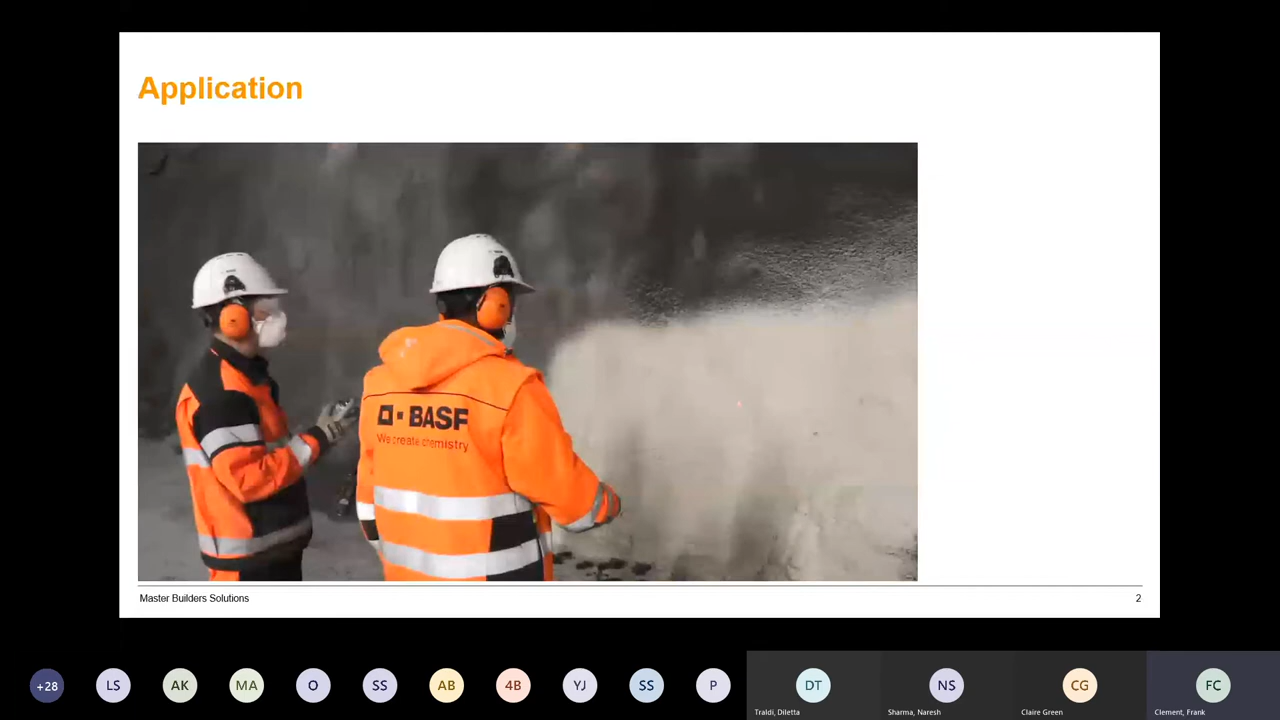 Application
BASF
We create chemistry
Master Builders Solutions
2
+28
LS
AK
MA
O
SS
AB
4B
YJ
SS
P
DT
NS
CG
FC
Traldi, Diletta
Sharma, Naresh
Claire Green
Clement, Frank